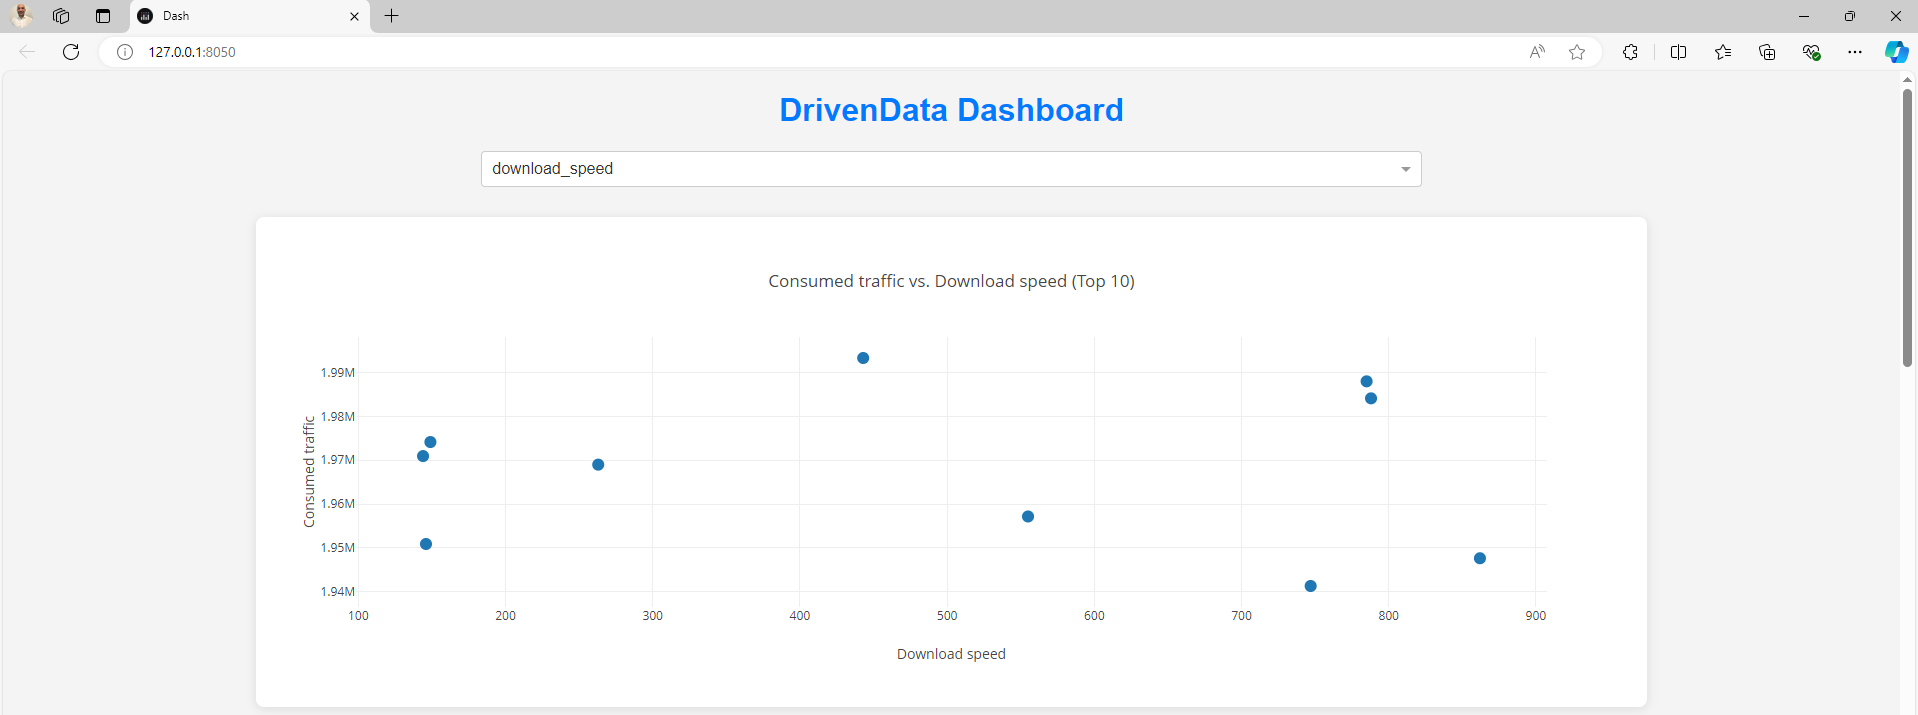 Dash
127.0.0.1:8050
DrivenData Dashboard
download_speed
Consumed traffic vs. Download speed (Top 10)
Consumed traffic
1.99M
1.98M
1.97M
1.96M
1.95M
1.94M
100 200 300 400 500 600 700 800 900
Download speed